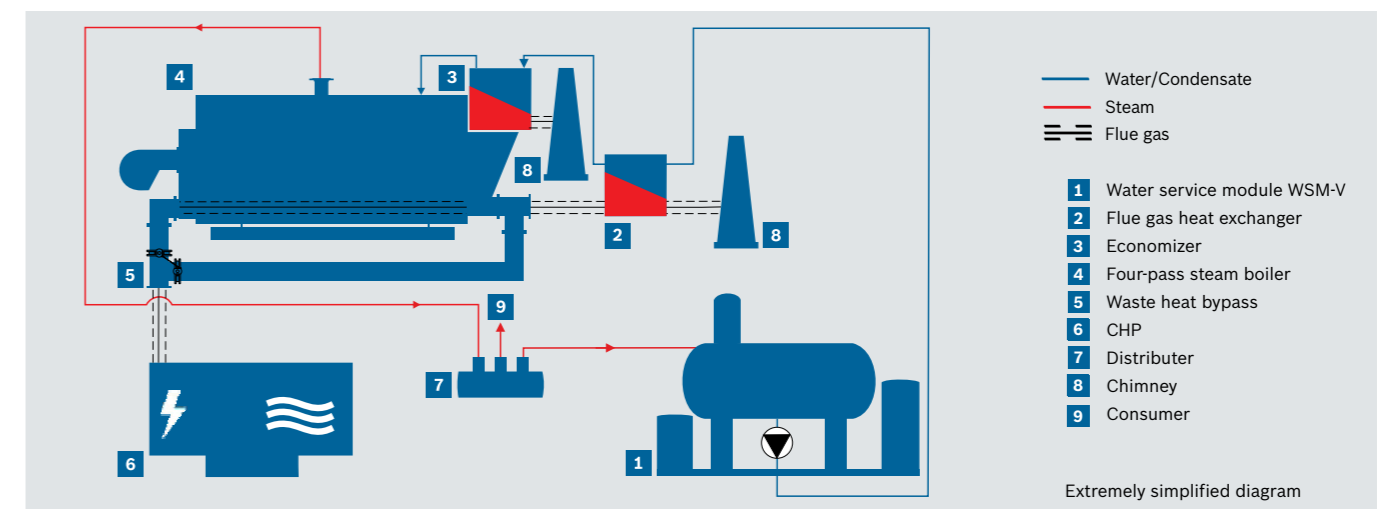 4
3
8
2
8
5
9
7
6
1
Water/Condensate
Steam
Flue gas
1 Water service module WSM-V
2 Flue gas heat exchanger
3 Economizer
4 Four-pass steam boiler
5 Waste heat bypass
6 CHP
7 Distributer
8 Chimney
9 Consumer
Extremely simplified diagram